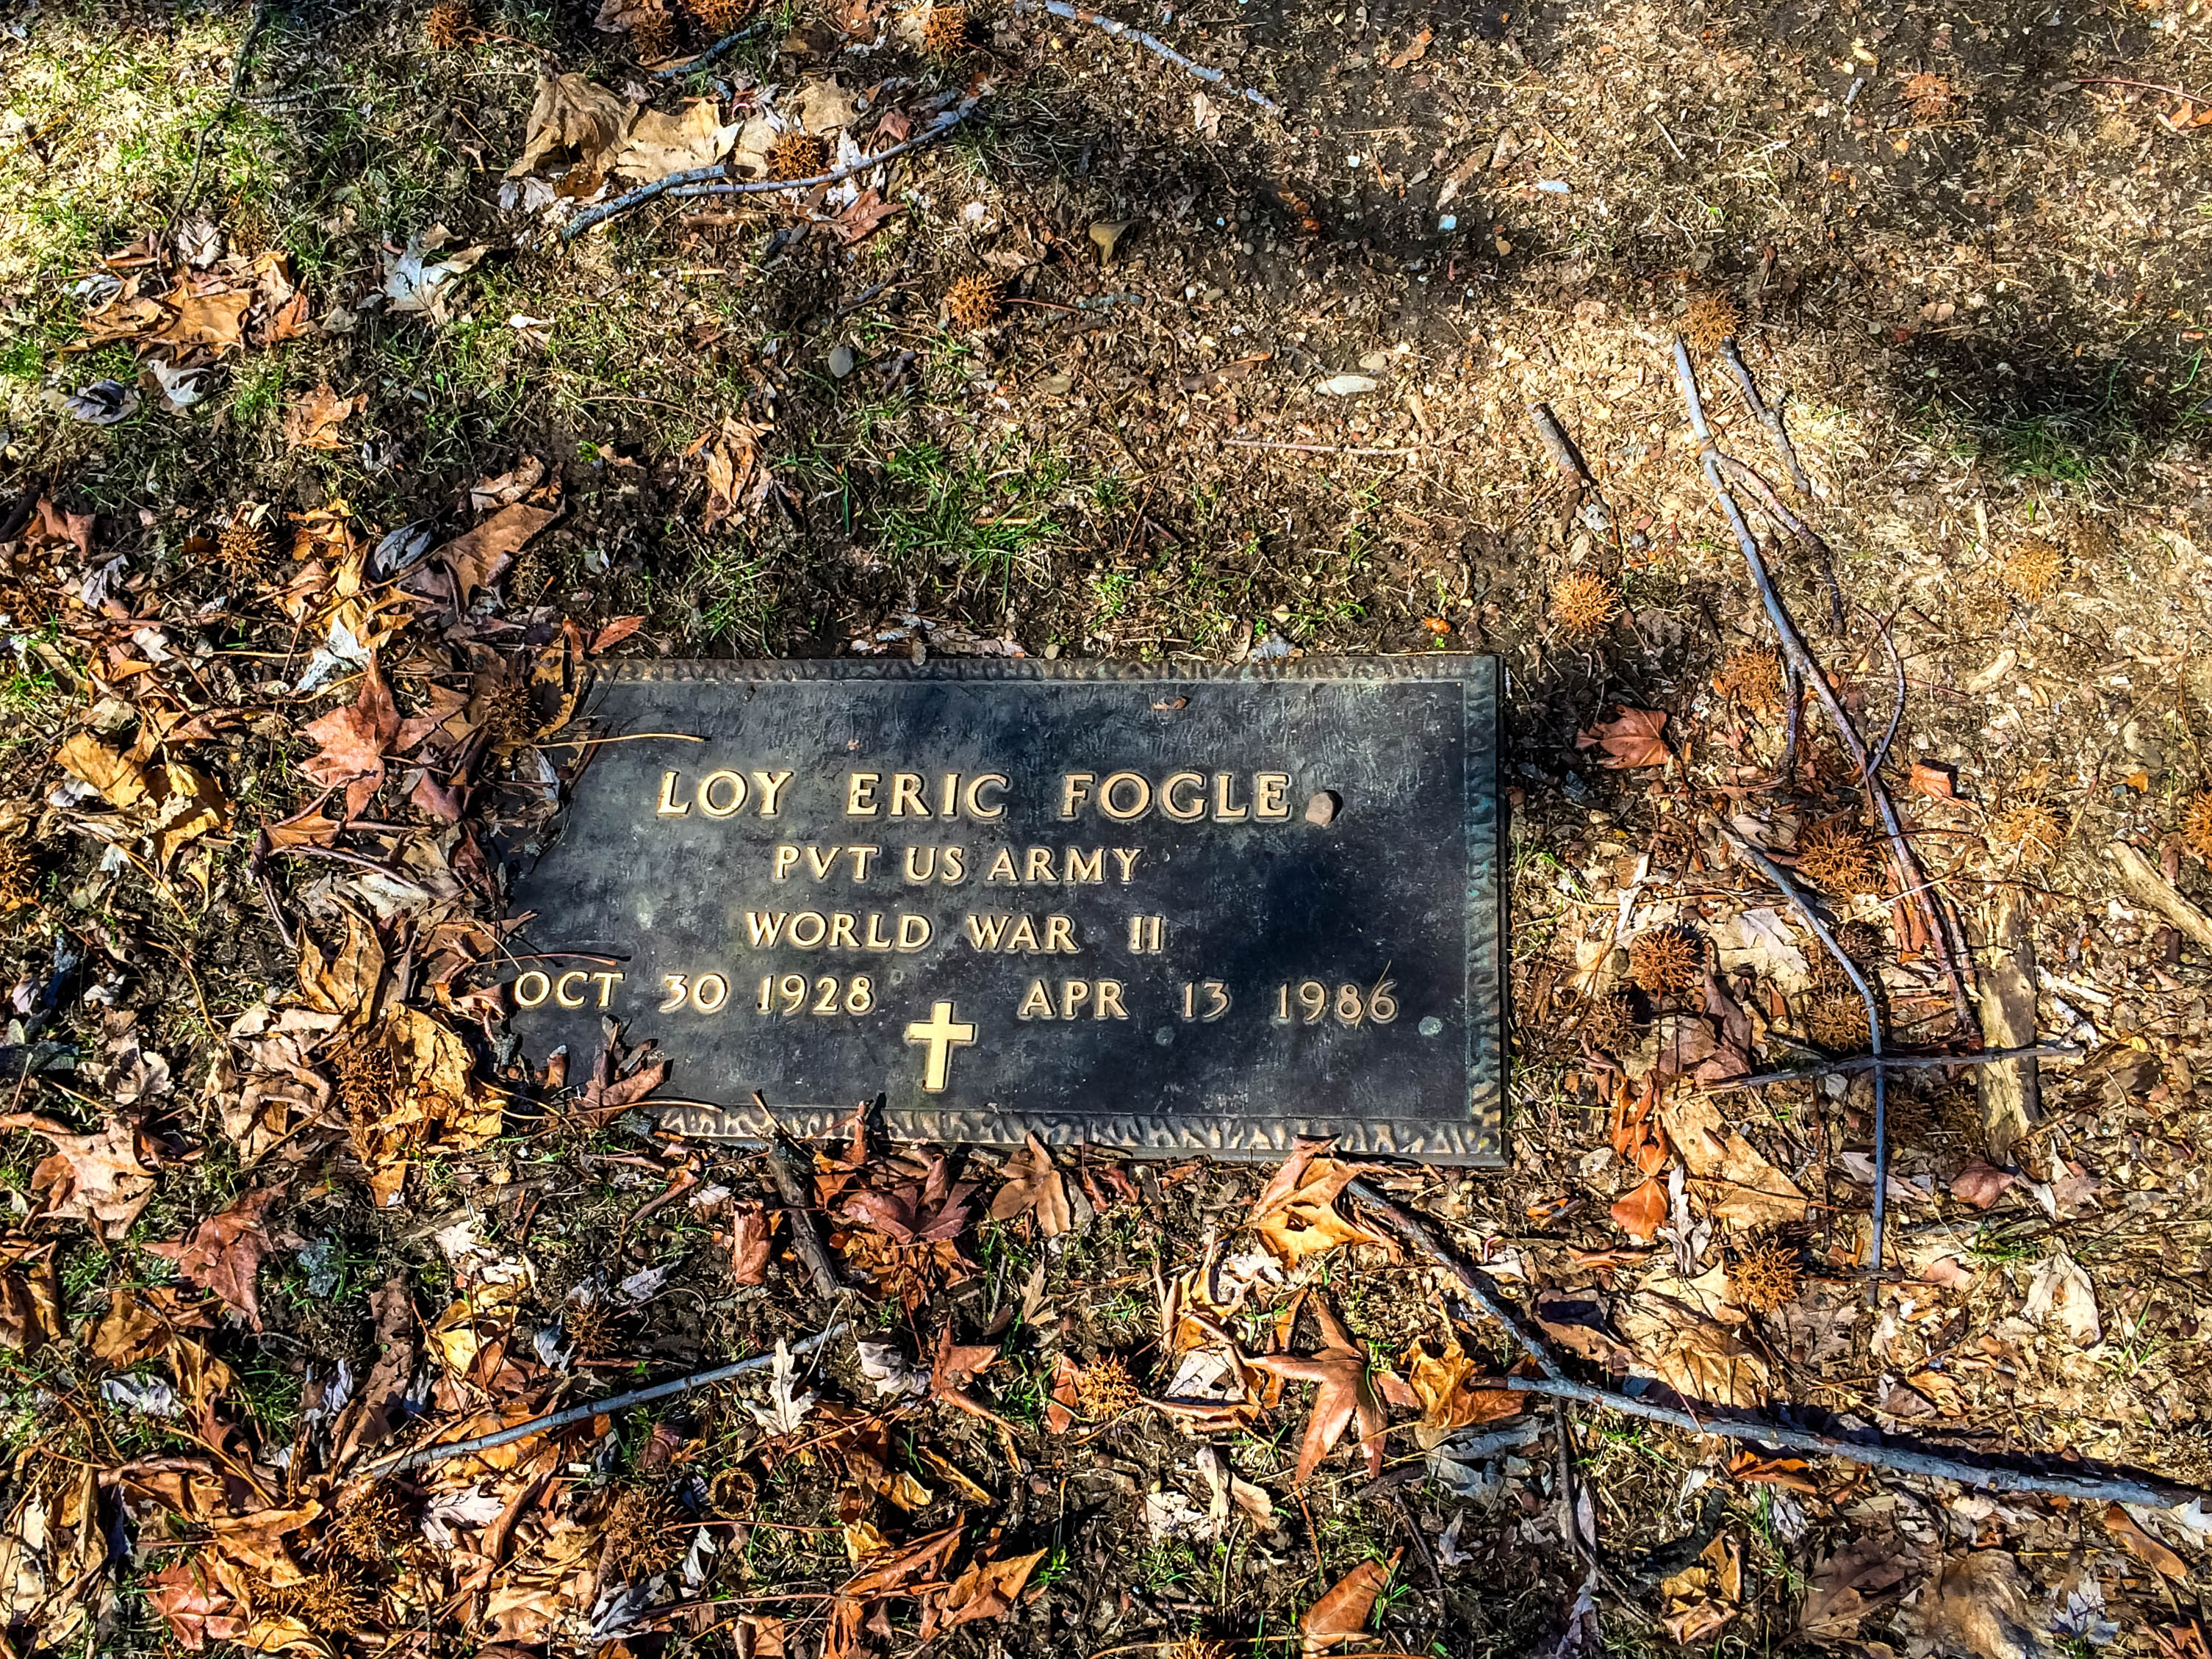 LOY ERIC FOGLE
PVT US ARMY
WORLD WAR II
OCT 30 1928 APR 13 1986